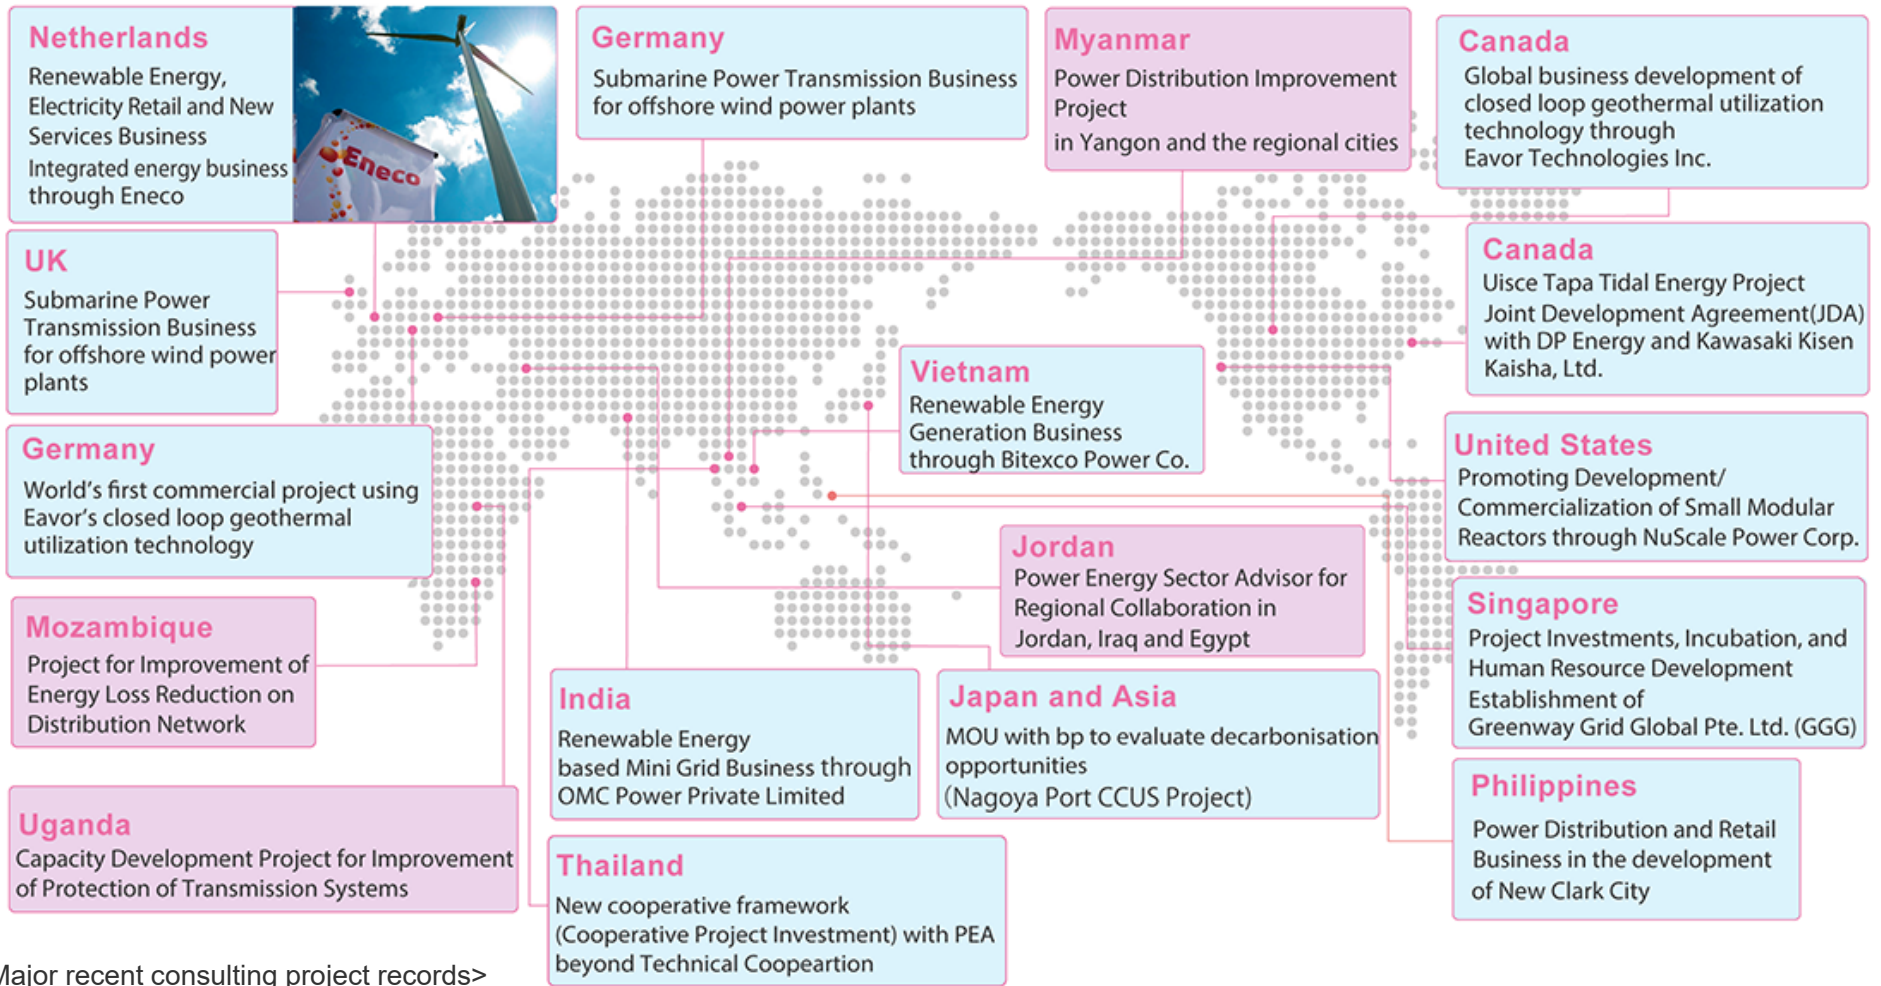 Netherlands
Renewable Energy,
Electricity Retail and New
Services Business
Integrated energy business
through Eneco
Eneco
Germany
Submarine Power Transmission Business
for offshore wind power plants
Myanmar
Power Distribution Improvement
Project
in Yangon and the regional cities
Canada
Global business development of
closed loop geothermal utilization
technology through
Eavor Technologies Inc.
UK
Submarine Power
Transmission Business
for offshore wind power
plants
Canada
Uisce Tapa Tidal Energy Project
Joint Development Agreement(JDA)
with DP Energy and Kawasaki Kisen
Kaisha, Ltd.
Vietnam
Renewable Energy
Generation Business
through Bitexco Power Co.
Germany
World's first commercial project using
Eavor's closed loop geothermal
utilization technology
United States
Promoting Development/
Commercialization of Small Modular
Reactors through NuScale Power Corp.
Jordan
Power Energy Sector Advisor for
Regional Collaboration in
Jordan, Iraq and Egypt
Mozambique
Project for Improvement of
Energy Loss Reduction on
Distribution Network
Singapore
Project Investments, Incubation, and
Human Resource Development
Establishment of
Greenway Grid Global Pte. Ltd. (GGG)
India
Renewable Energy
based Mini Grid Business through
OMC Power Private Limited
Japan and Asia
MOU with bp to evaluate decarbonisation
opportunities
(Nagoya Port CCUS Project)
Uganda
Capacity Development Project for Improvement
of Protection of Transmission Systems
Philippines
Power Distribution and Retail
Business in the development
of New Clark City
Thailand
New cooperative framework
(Cooperative Project Investment) with PEA
beyond Technical Coopeartion
Major recent consulting project records>